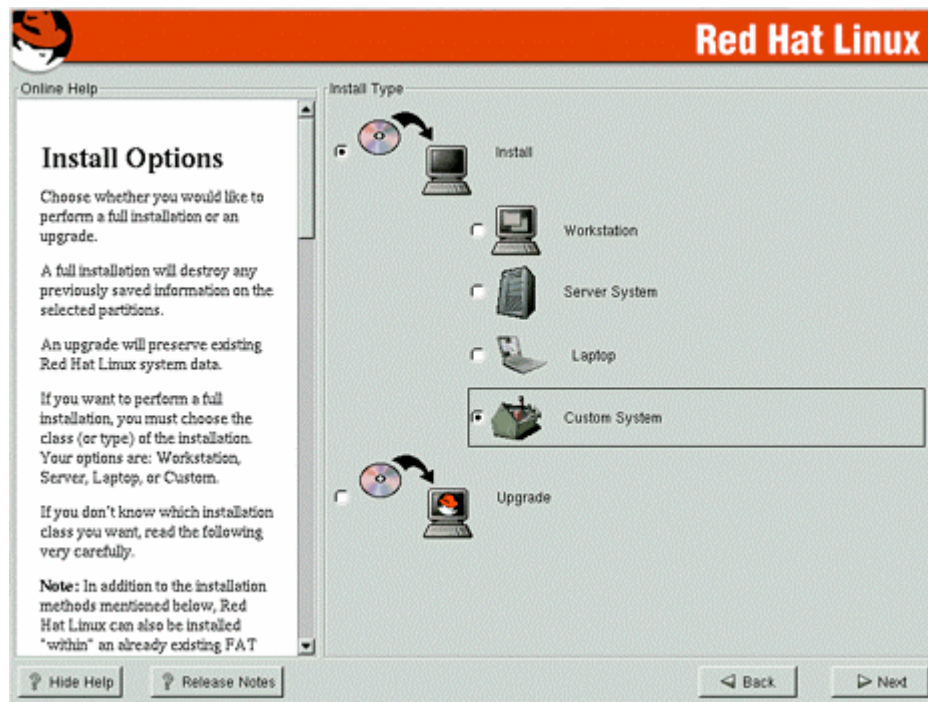 Red Hat Linux
Online Help
Install Options
Choose whether you would like to
perform a full installation or an
upgrade.
A full installation will destroy any
previously saved information on the
selected partitions.
An upgrade will preserve existing
Red Hat Linux system data.
If you want to perform a full
installation, you must choose the
class (or type) of the installation.
Your options are: Workstation,
Server, Laptop, or Custom.
If you don't know which installation
class you want, read the following
very carefully.
Note: In addition to the installation
methods mentioned below, Red
Hat Linux can also be installed
"within" an already existing FAT
Install Type
Install
Workstation
Server System
Laptop
Custom System
Upgrade
Hide Help
Release Notes
Back
Next